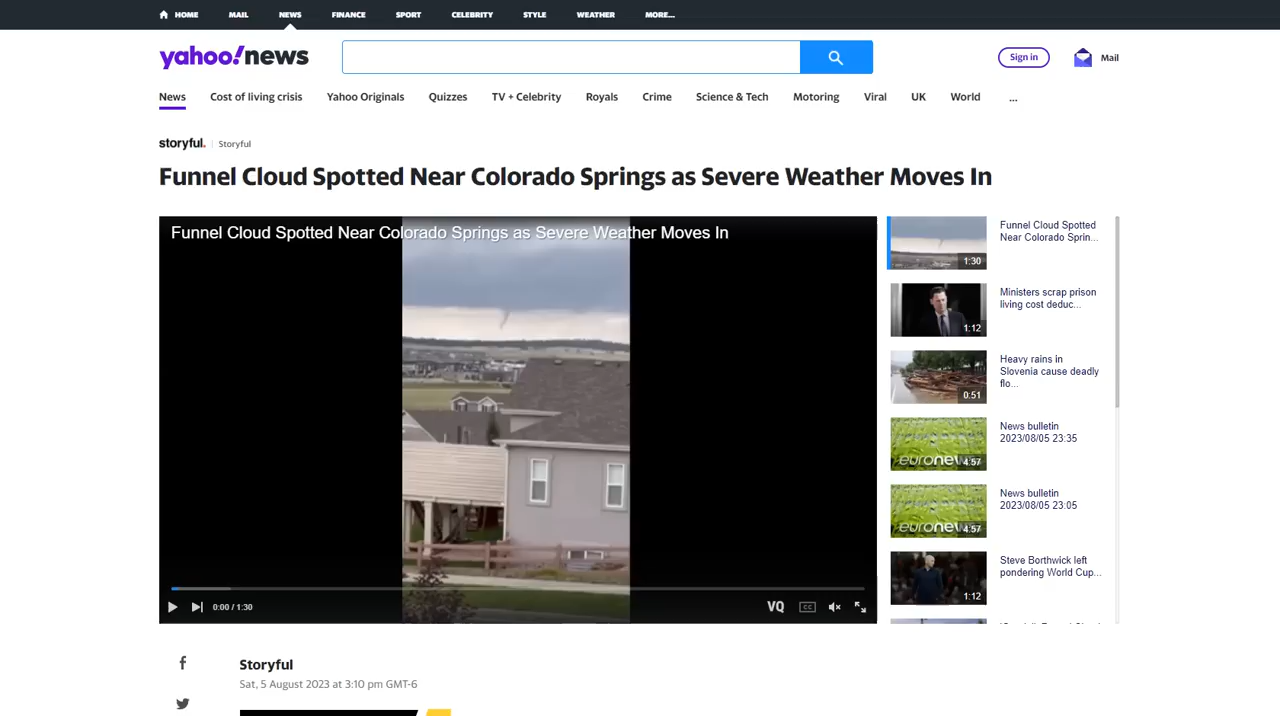 HOME MAIL NEWS FINANCE SPORT CELEBRITY STYLE WEATHER MORE...
yahoo!news
Sign in
Mail
News Cost of living crisis Yahoo Originals Quizzes TV + Celebrity Royals Crime Science & Tech Motoring Viral UK World ...
storyful. Storyful
Funnel Cloud Spotted Near Colorado Springs as Severe Weather Moves In
Funnel Cloud Spotted Near Colorado Springs as Severe Weather Moves In
0:00 / 1:30
VQ
CC
1:30
Funnel Cloud Spotted
Near Colorado Sprin...
1:12
Ministers scrap prison
living cost deduc...
0:51
Heavy rains in
Slovenia cause deadly
flo...
euronew
4:57
News bulletin
2023/08/05 23:35
euronew
4:57
News bulletin
2023/08/05 23:05
1:12
Steve Borthwick left
pondering World Cup...
Storyful
Sat, 5 August 2023 at 3:10 pm GMT-6